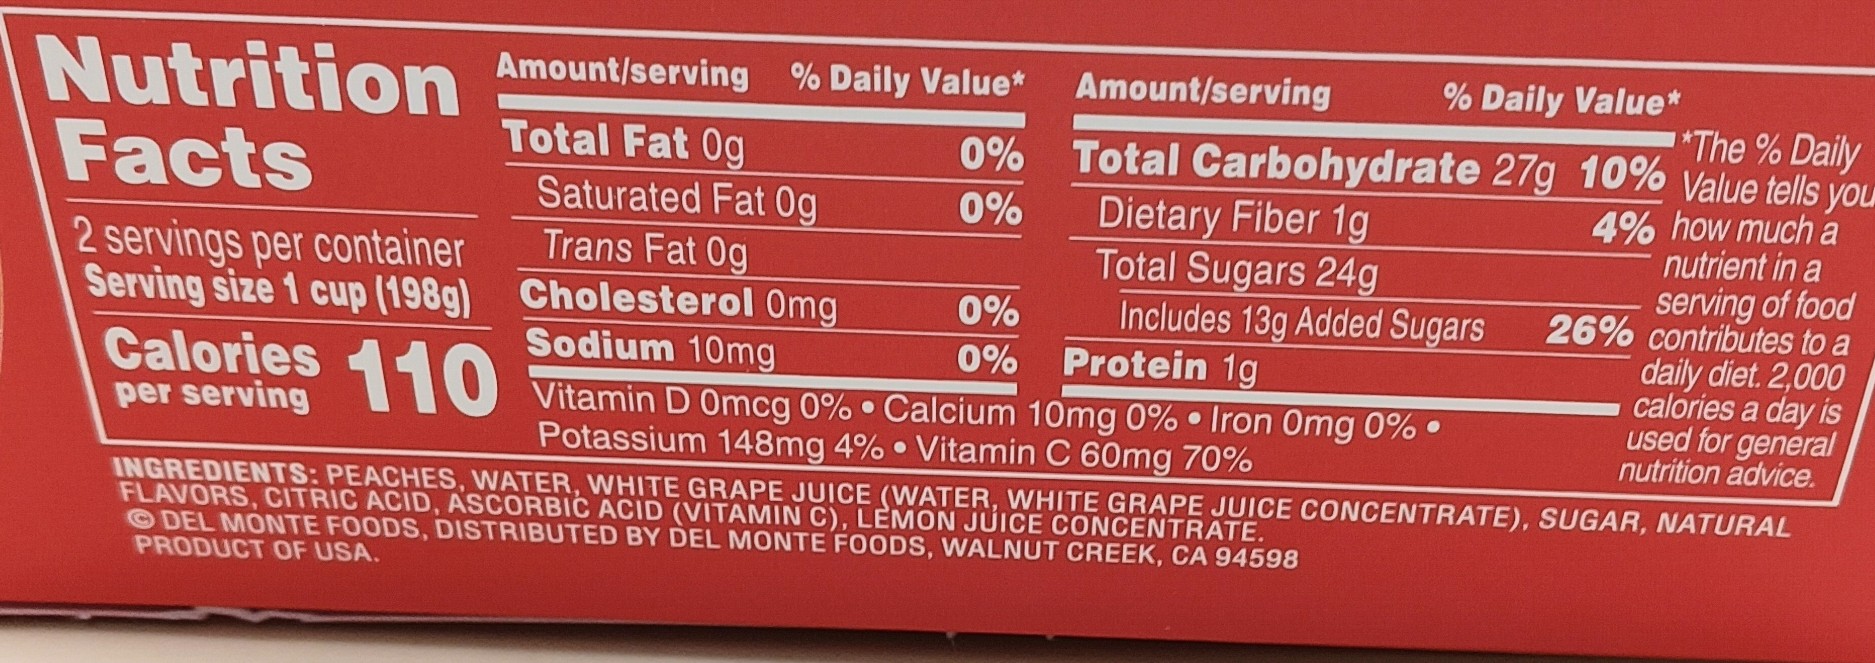 Nutrition
Facts
2 servings per container
Serving size 1 cup (198g)
Calories
per serving
110
Amount/serving % Daily Value*
Total Fat 0g 0%
Saturated Fat 0g 0%
Trans Fat 0g
Cholesterol 0mg 0%
Sodium 10mg 0%
Amount/serving % Daily Value*
Total Carbohydrate 27g 10%
Dietary Fiber 1g 4%
Total Sugars 24g
Includes 13g Added Sugars 26%
Protein 1g
Vitamin D 0mcg 0% • Calcium 10mg 0% • Iron 0mg 0% •
Potassium 148mg 4% • Vitamin C 60mg 70%
*The % Daily
Value tells you
how much a
nutrient in a
serving of food
contributes to a
daily diet. 2,000
calories a day is
used for general
nutrition advice.
INGREDIENTS: PEACHES, WATER, WHITE GRAPE JUICE (WATER, WHITE GRAPE JUICE CONCENTRATE), SUGAR, NATURAL
FLAVORS, CITRIC ACID, ASCORBIC ACID (VITAMIN C), LEMON JUICE CONCENTRATE.
© DEL MONTE FOODS, DISTRIBUTED BY DEL MONTE FOODS, WALNUT CREEK, CA 94598
PRODUCT OF USA.